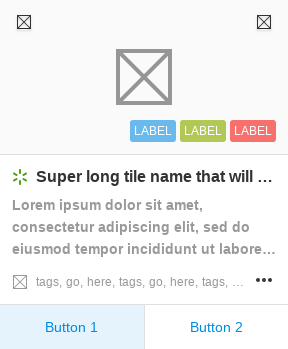 LABEL LABEL LABEL
Super long tile name that will ...
Lorem ipsum dolor sit amet,
consectetur adipiscing elit, sed do
eiusmod tempor incididunt ut labore...
tags, go, here, tags, go, here, tags, ...
Button 1 Button 2